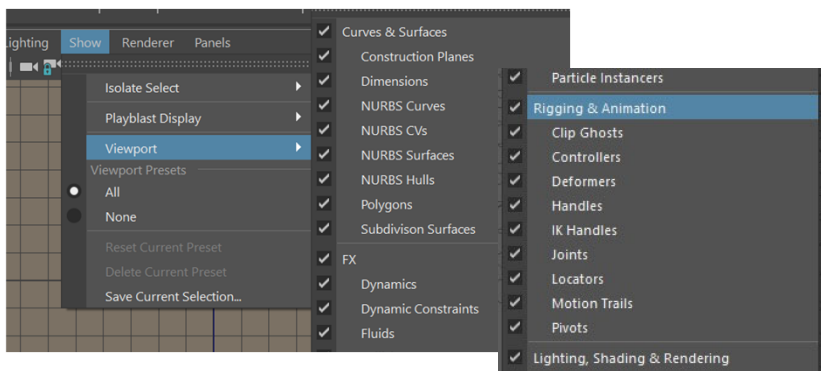 Lighting Show Renderer Panels
Isolate Select
Playblast Display
Viewport
Viewport Presets
All
None
Reset Current Preset
Delete Current Preset
Save Current Selection...
Curves & Surfaces
Construction Planes
Dimensions
NURBS Curves
NURBS CVs
NURBS Surfaces
NURBS Hulls
Polygons
Subdivison Surfaces
FX
Dynamics
Dynamic Constraints
Fluids
Particle Instancers
Rigging & Animation
Clip Ghosts
Controllers
Deformers
Handles
IK Handles
Joints
Locators
Motion Trails
Pivots
Lighting, Shading & Rendering